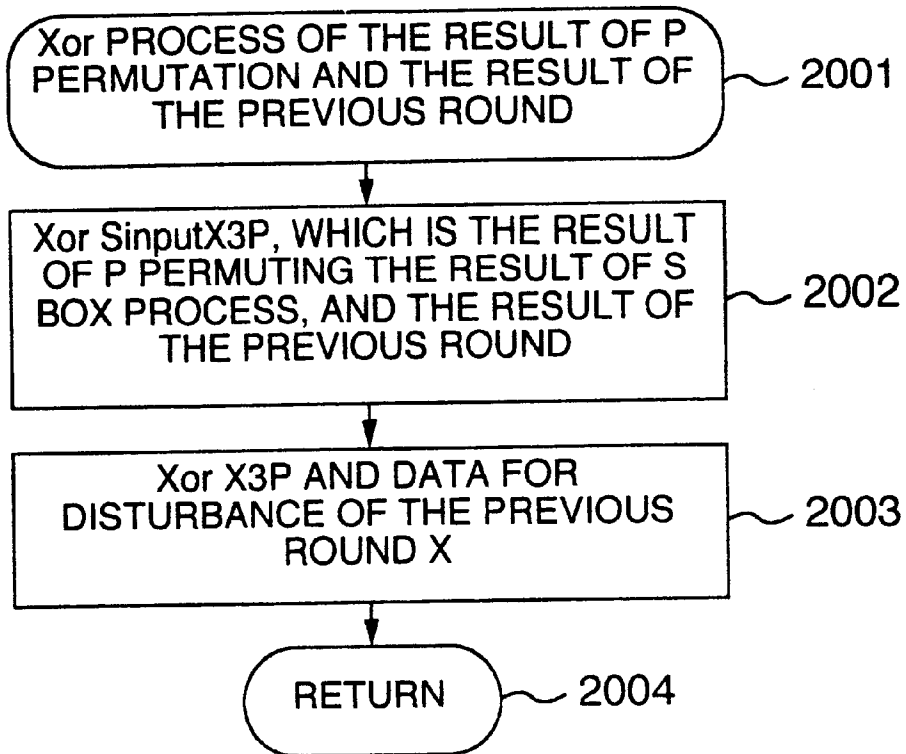 Xor PROCESS OF THE RESULT OF P
PERMUTATION AND THE RESULT OF
THE PREVIOUS ROUND
2001
Xor SinputX3P, WHICH IS THE RESULT
OF P PERMUTING THE RESULT OF S
BOX PROCESS, AND THE RESULT OF
THE PREVIOUS ROUND
2002
Xor X3P AND DATA FOR
DISTURBANCE OF THE PREVIOUS
ROUND X
2003
RETURN
2004